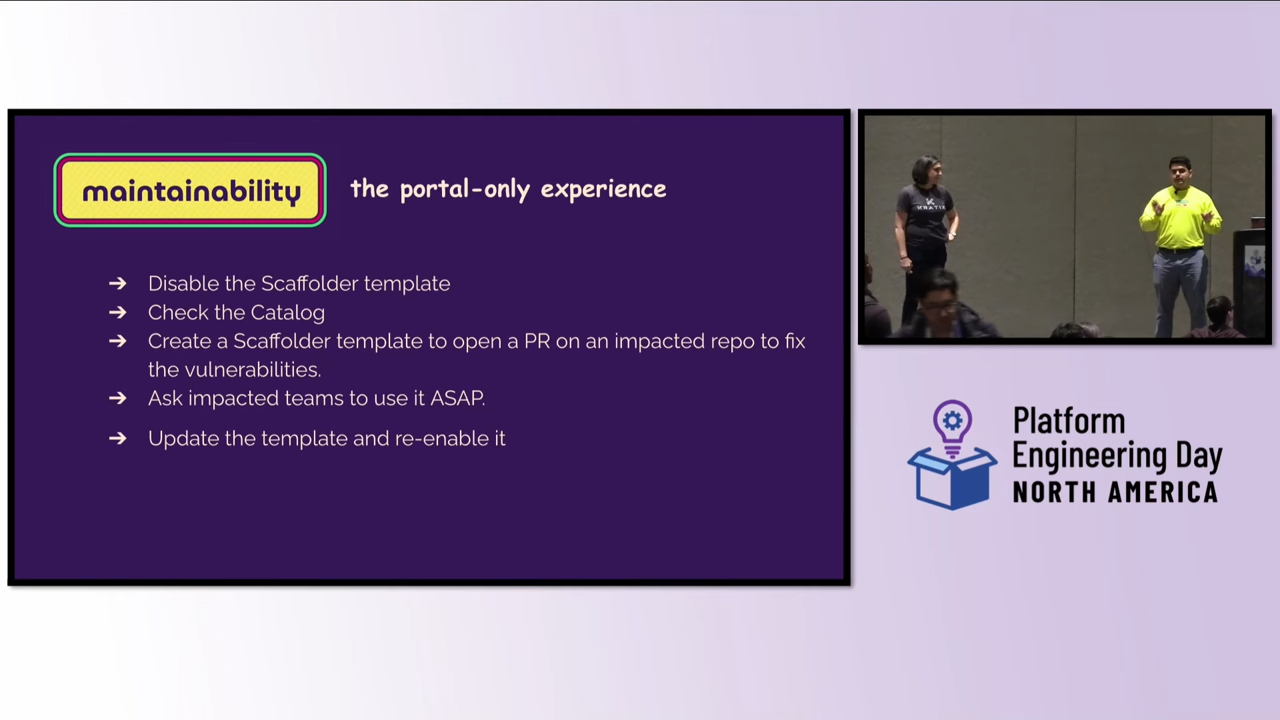 maintainability
the portal-only experience
➔ Disable the Scaffolder template
➔ Check the Catalog
➔ Create a Scaffolder template to open a PR on an impacted repo to fix
the vulnerabilities.
➔ Ask impacted teams to use it ASAP.
➔ Update the template and re-enable it
KRATIX
Platform
Engineering Day
NORTH AMERICA